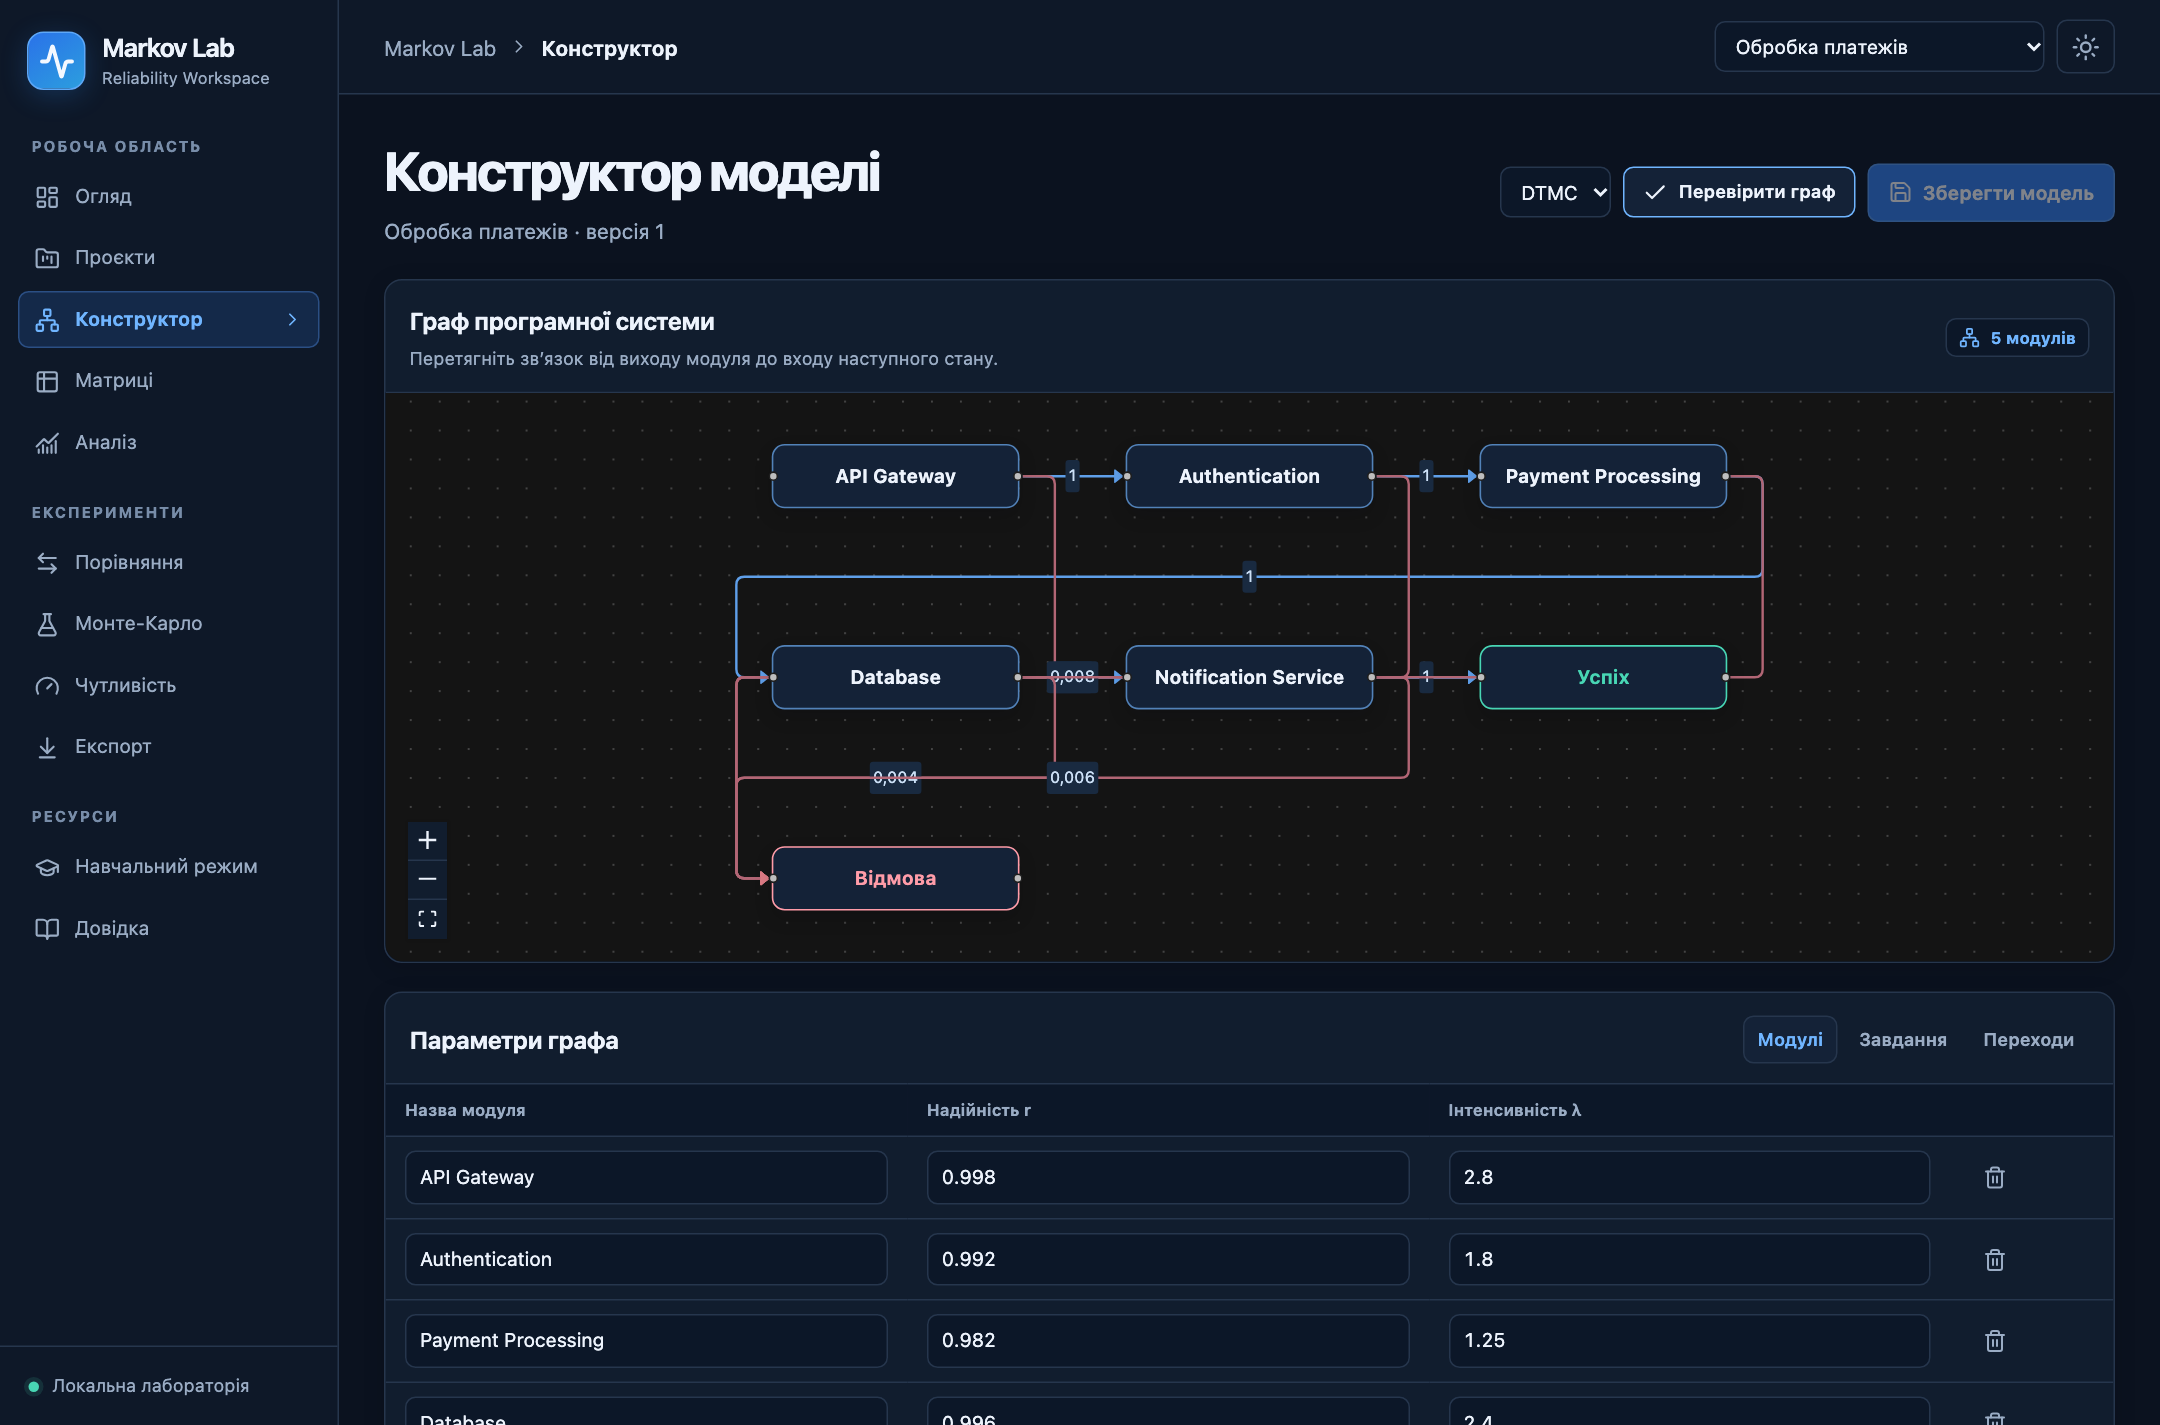 Markov Lab
Reliability Workspace
РОБОЧА ОБЛАСТЬ
Огляд
Проєкти
Конструктор
Матриці
Аналіз
ЕКСПЕРИМЕНТИ
Порівняння
Монте-Карло
Чутливість
Експорт
РЕСУРСИ
Навчальний режим
Довідка
Локальна лабораторія
Markov Lab > Конструктор
Обробка платежів
Конструктор моделі
Обробка платежів · версія 1
DTMC
Перевірити граф
Зберегти модель
Граф програмної системи
Перетягніть зв’язок від виходу модуля до входу наступного стану.
5 модулів
API Gateway
1
Authentication
1
Payment Processing
1
Database
0,008
Notification Service
1
Успіх
0,004
0,006
Відмова
Параметри графа
Модулі
Завдання
Переходи
Назва модуля
Надійність r
Інтенсивність λ
API Gateway
0.998
2.8
Authentication
0.992
1.8
Payment Processing
0.982
1.25
Database
0.996
2.4